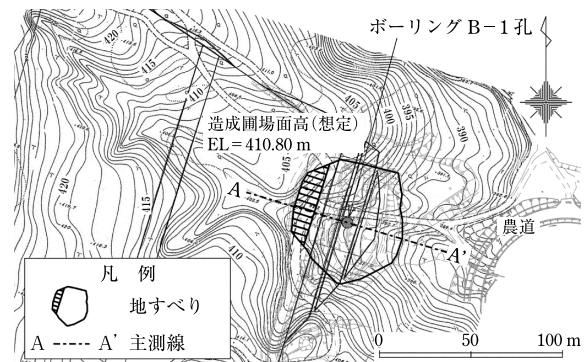 ボーリングB-1孔
420
415
410
405
400
395
390
造成圃場面高(想定)
EL=410.80 m
405
420
415
410
A
A'
農道
凡 例
地すべり
A A' 主測線
0 50 100 m